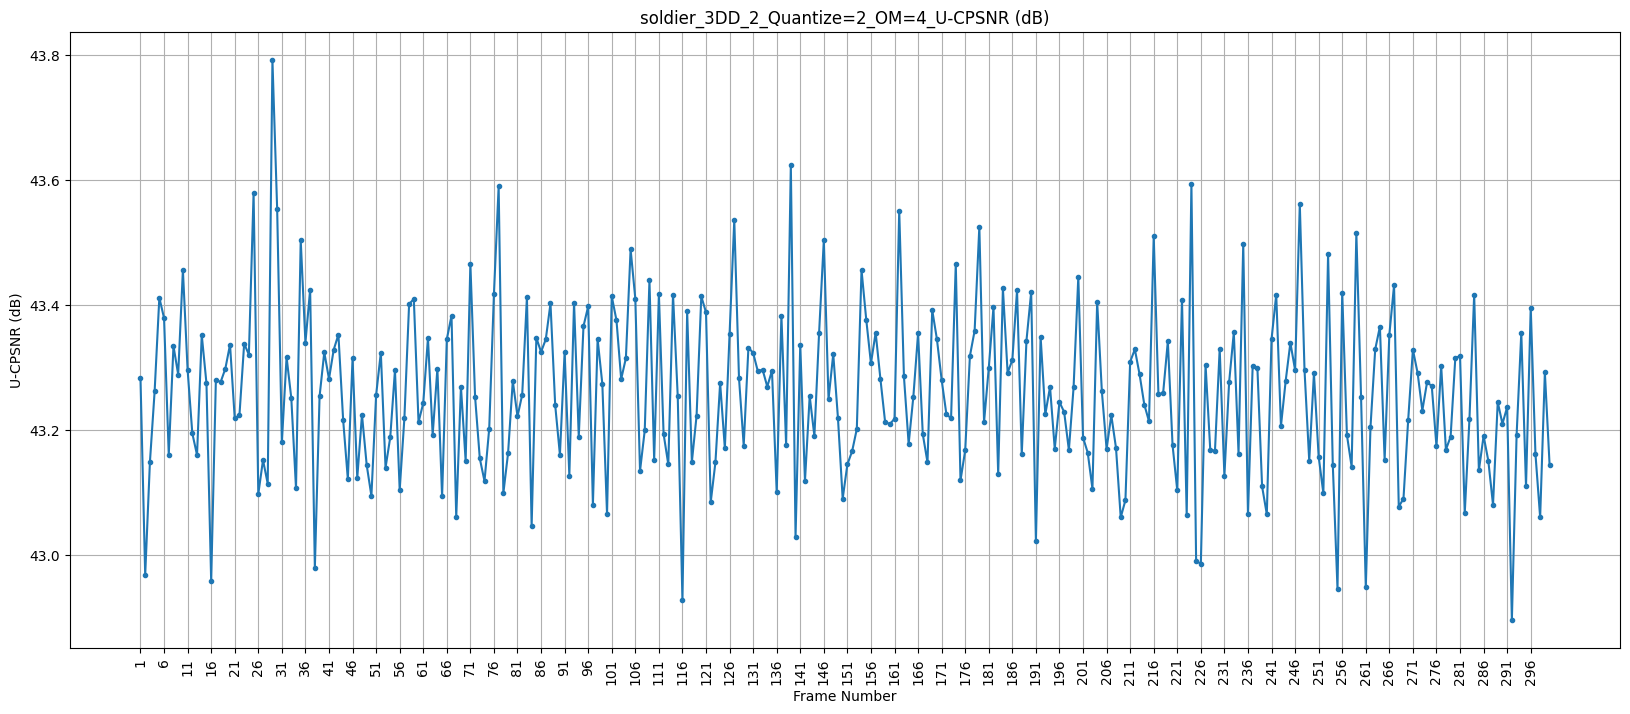 soldier_3DD_2_Quantize=2_OM=4_U-CPSNR (dB)
43.8
43.6
43.4
43.2
43.0
U-CPSNR (dB)
1 6 11 16 21 26 31 36 41 46 51 56 61 66 71 76 81 86 91 96 101 106 111 116 121 126 131 136 141 146 151 156 161 166 171 176 181 186 191 196 201 206 211 216 221 226 231 236 241 246 251 256 261 266 271 276 281 286 291 296
Frame Number